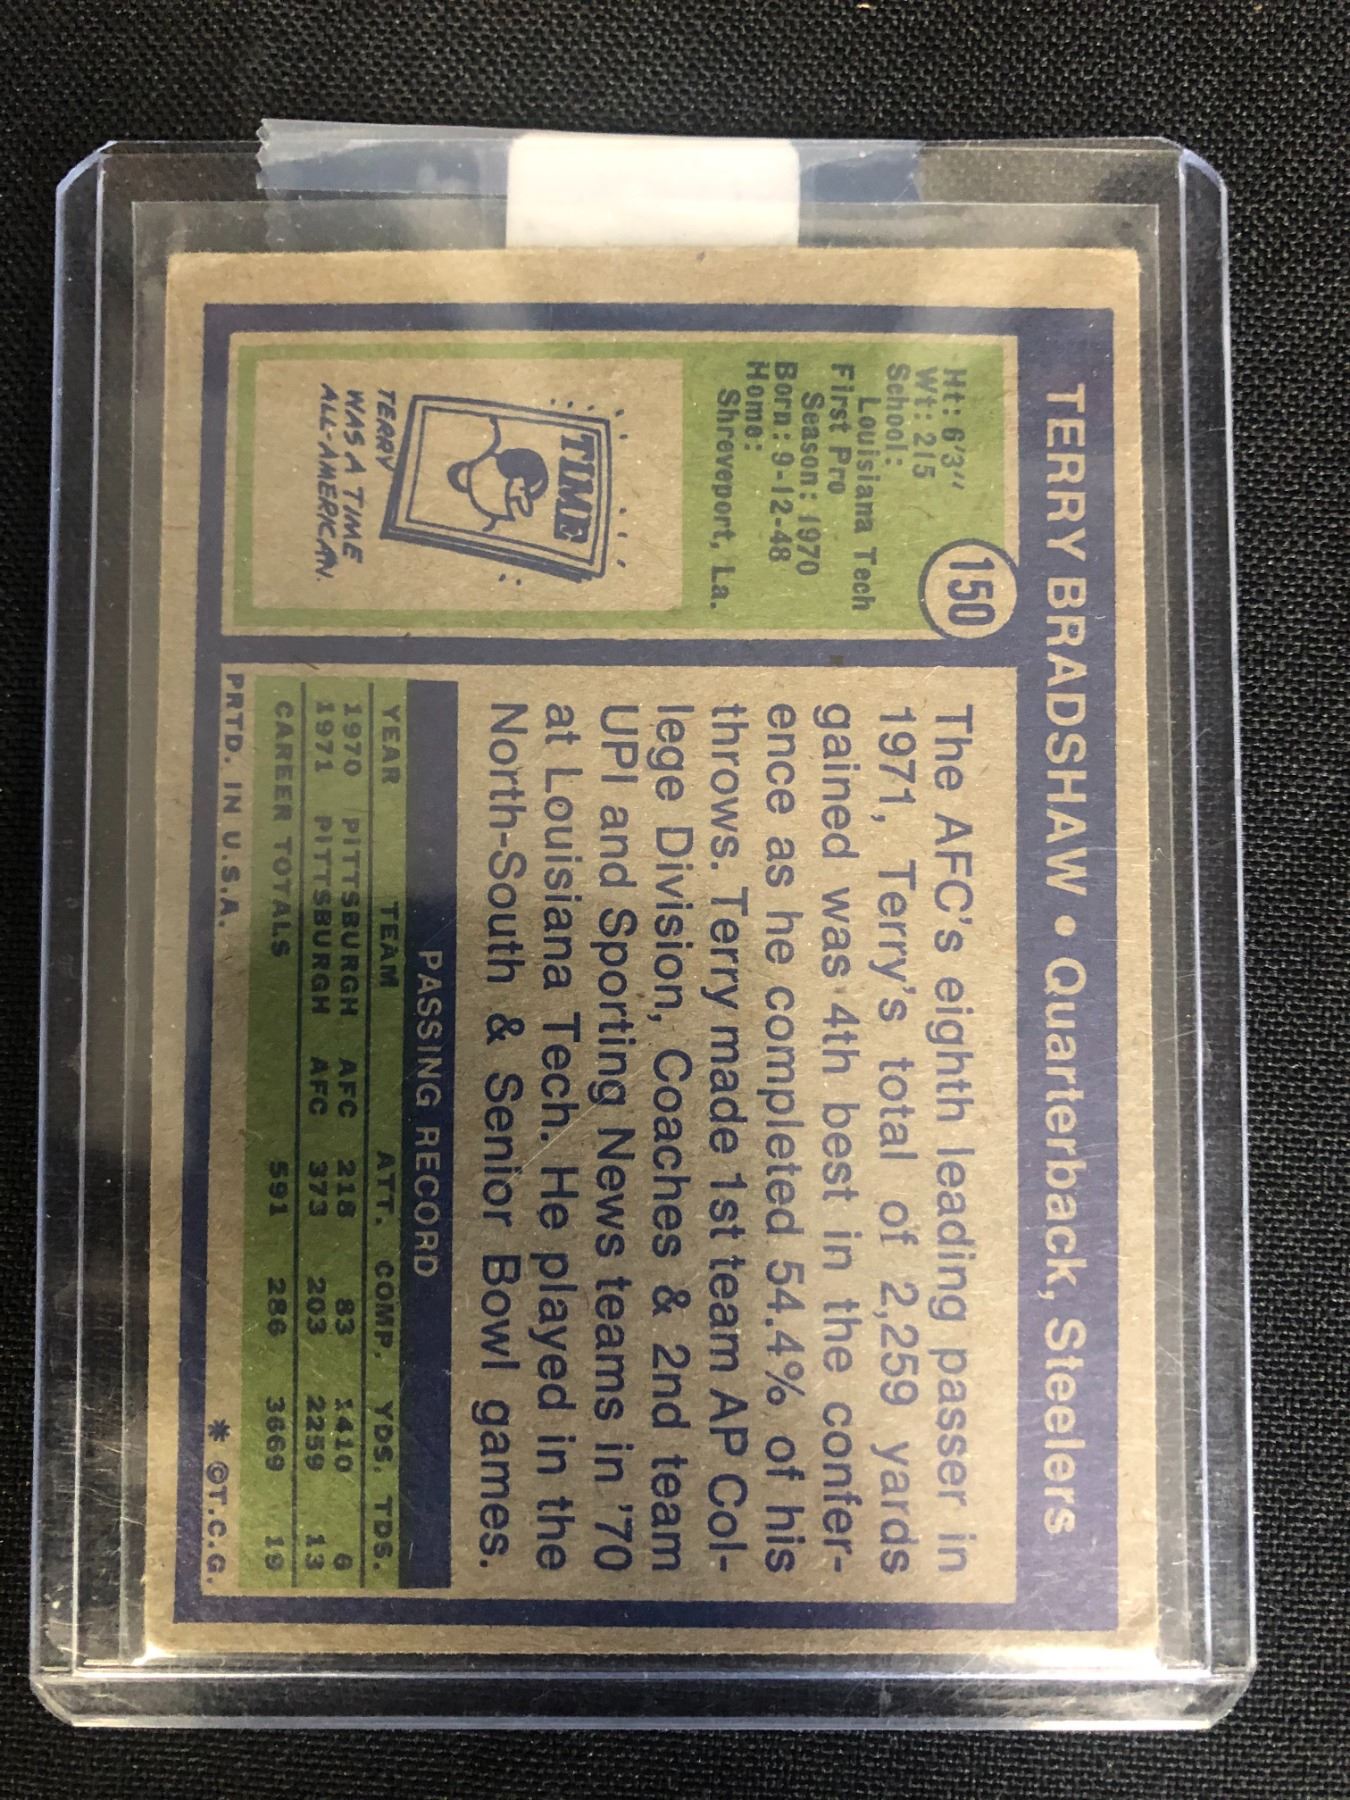 TERRY BRADSHAW • Quarterback, Steelers
150
Ht: 6'3"
Wt: 215
School:
Louisiana Tech
First Pro
Season: 1970
Born: 9-12-48
Home:
Shreveport, La.
TIME
TERRY
WAS A TIME
ALL-AMERICAN.
The AFC's eighth leading passer in
1971, Terry's total of 2,259 yards
gained was 4th best in the confer-
ence as he completed 54.4% of his
throws. Terry made 1st team AP Col-
lege Division, Coaches & 2nd team
UPI and Sporting News teams in '70
at Louisiana Tech. He played in the
North-South & Senior Bowl games.
PASSING RECORD
YEAR TEAM ATT. COMP. YDS. TDS.
1970 PITTSBURGH AFC 218 83 1410 6
1971 PITTSBURGH AFC 373 203 2259 13
CAREER TOTALS 591 286 3669 19
PRTD. IN U.S.A. * ©T.C.G.